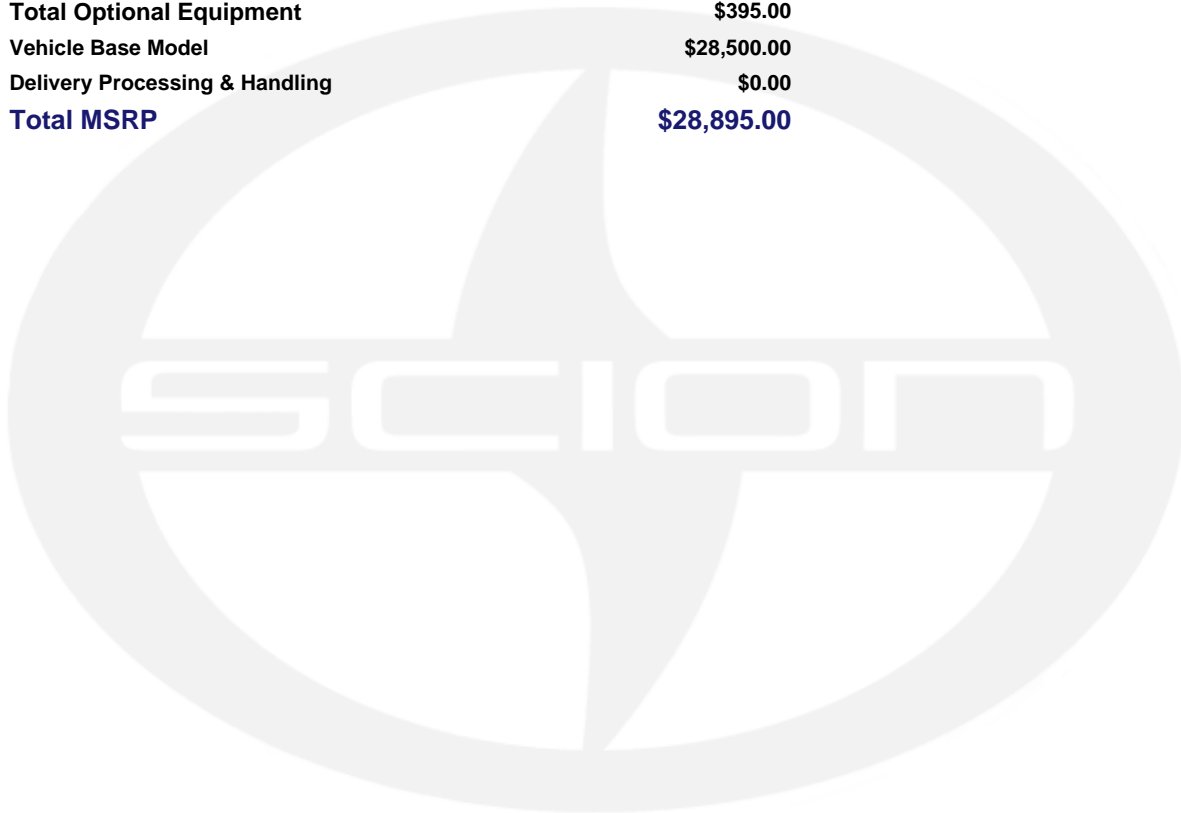 Total Optional Equipment $395.00
Vehicle Base Model $28,500.00
Delivery Processing & Handling $0.00
Total MSRP $28,895.00
SCION